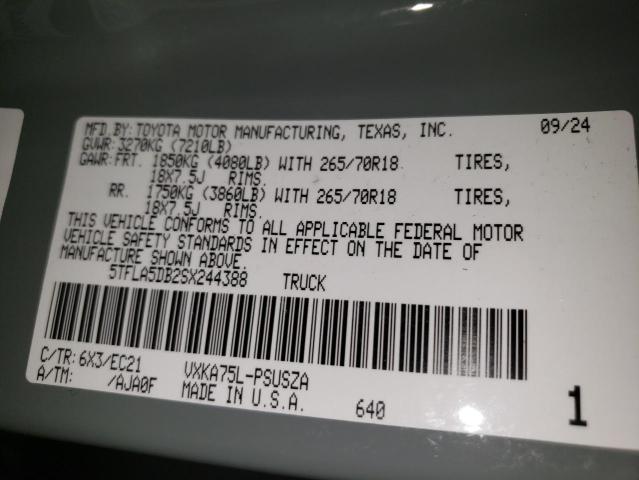 MFD.BY: TOYOTA MOTOR MANUFACTURING, TEXAS, INC. 09/24
GVWR: 3270KG (7210LB)
GAWR: FRT. 1850KG (4080LB) WITH 265/70R18 TIRES,
18X7.5J RIMS.
RR. 1750KG (3860LB) WITH 265/70R18 TIRES,
18X7.5J RIMS.
THIS VEHICLE CONFORMS TO ALL APPLICABLE FEDERAL MOTOR
VEHICLE SAFETY STANDARDS IN EFFECT ON THE DATE OF
MANUFACTURE SHOWN ABOVE.
5TFLA5DB2SX244388 TRUCK
C/TR: 6X3/EC21 VXKA75L-PSUSZA
A/TM: /AJA0F MADE IN U.S.A. 640 1